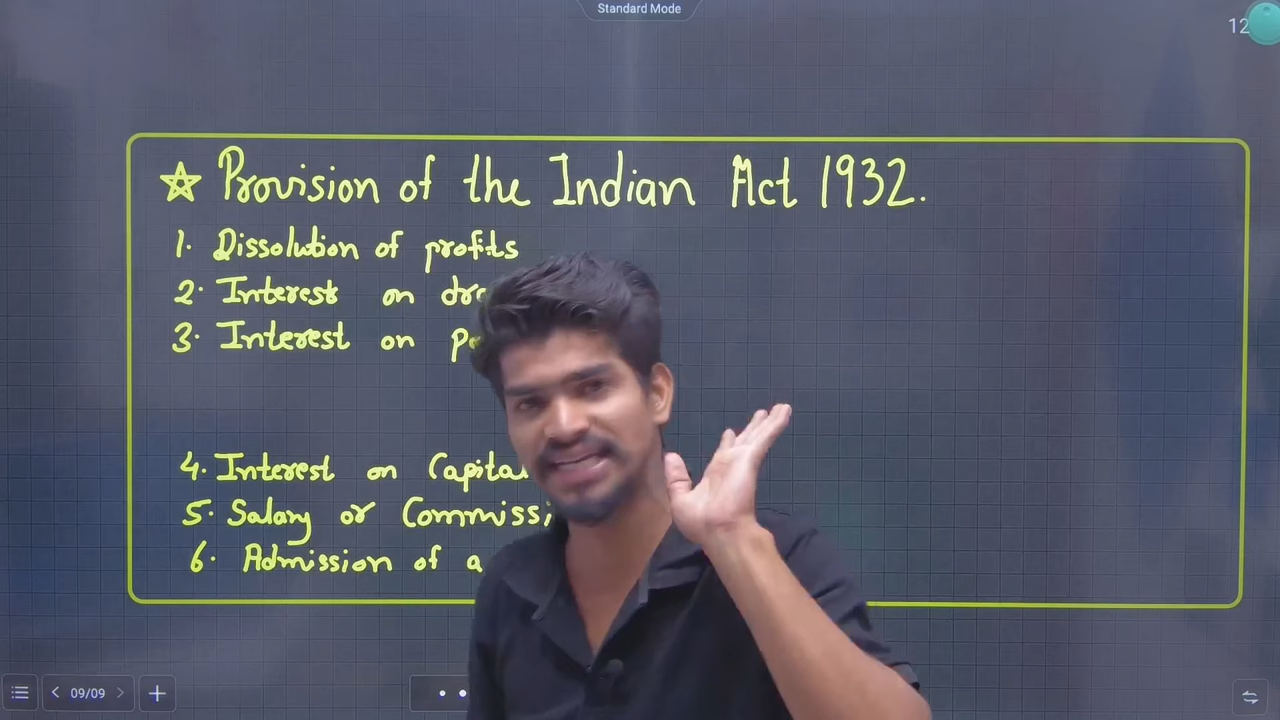 Standard Mode
12
☆ Provision of the Indian Act 1932.
1. Dissolution of profits
2. Interest on
3. Interest on
4. Interest on Capital
5. Salary or
6. Admission of a
09/09